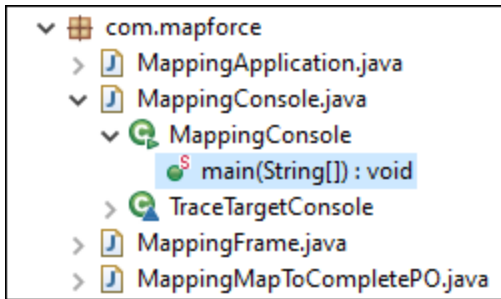 com.mapforce
MappingApplication.java
MappingConsole.java
MappingConsole
main(String[]) : void
TraceTargetConsole
MappingFrame.java
MappingMapToCompletePO.java